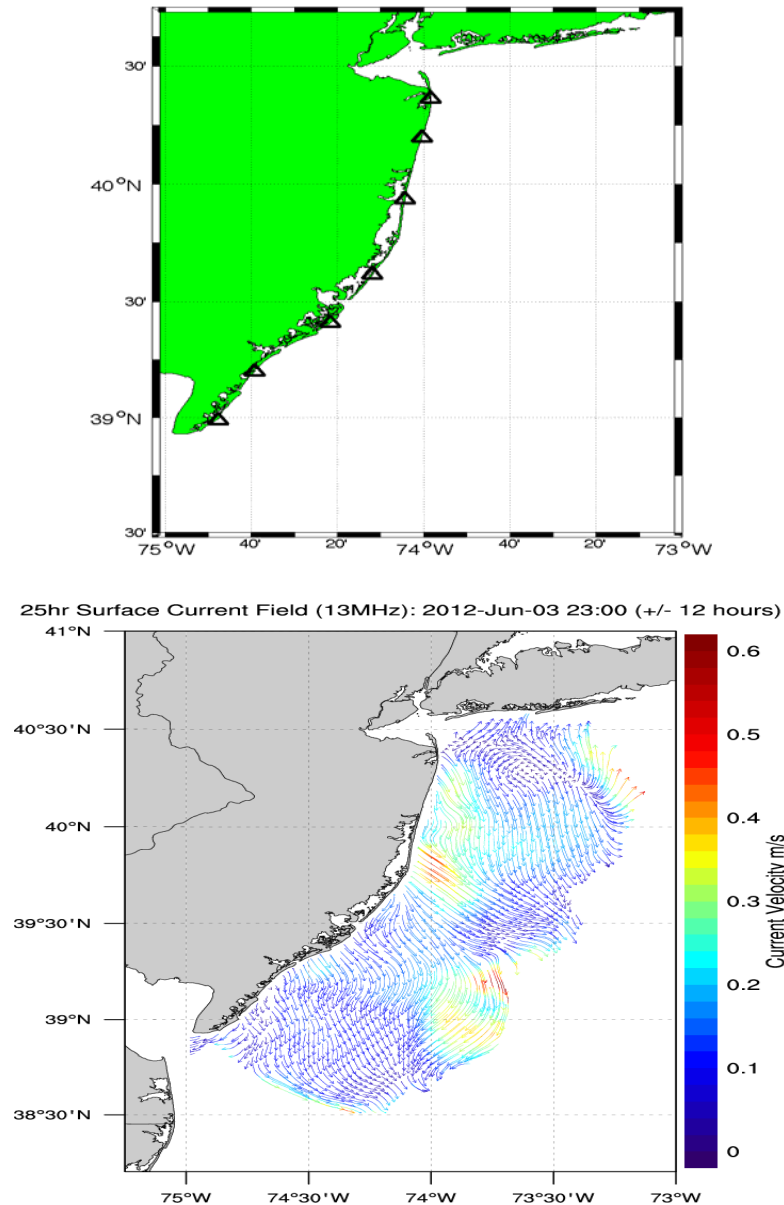 30'
40°N
30'
39°N
30'
75°W 40' 20' 74°W 40' 20' 73°W
25hr Surface Current Field (13MHz): 2012-Jun-03 23:00 (+/- 12 hours)
41°N
40°30'N
40°N
39°30'N
39°N
38°30'N
75°W 74°30'W 74°W 73°30'W 73°W
0.6
0.5
0.4
0.3
0.2
0.1
0
Current Velocity m/s